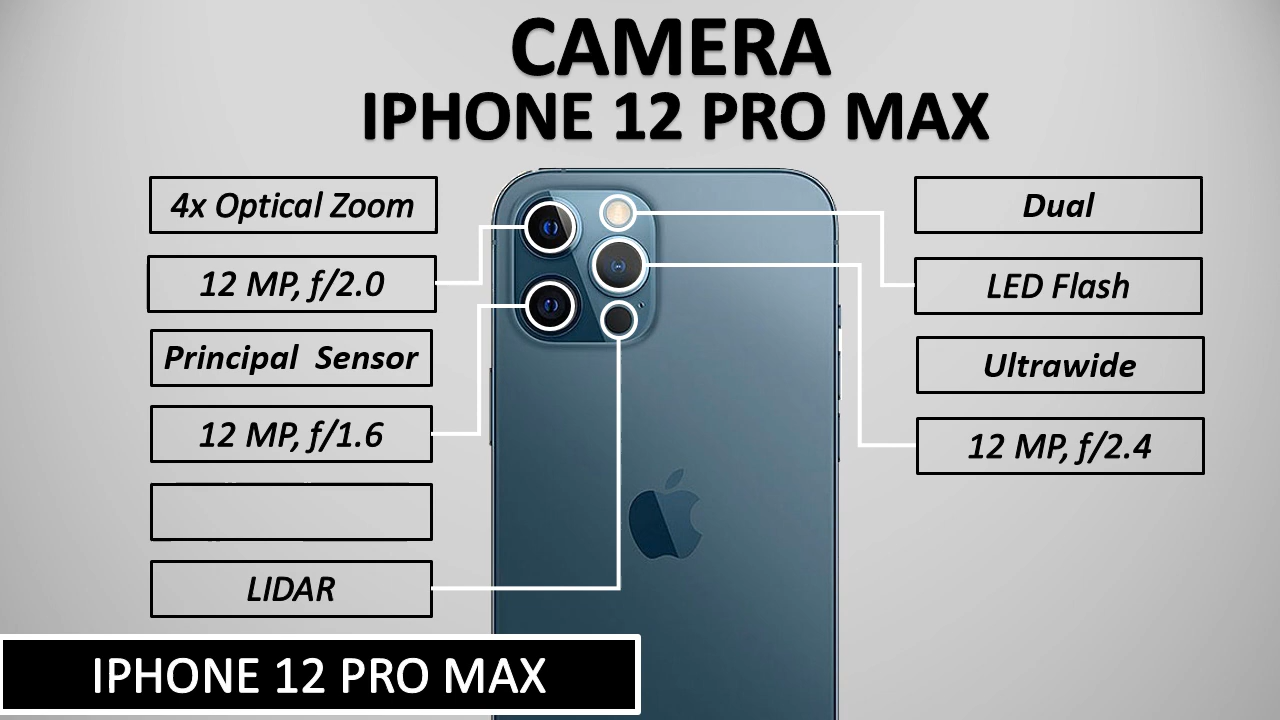 CAMERA
IPHONE 12 PRO MAX
4x Optical Zoom
12 MP, f/2.0
Principal Sensor
12 MP, f/1.6
LIDAR
Dual
LED Flash
Ultrawide
12 MP, f/2.4
IPHONE 12 PRO MAX